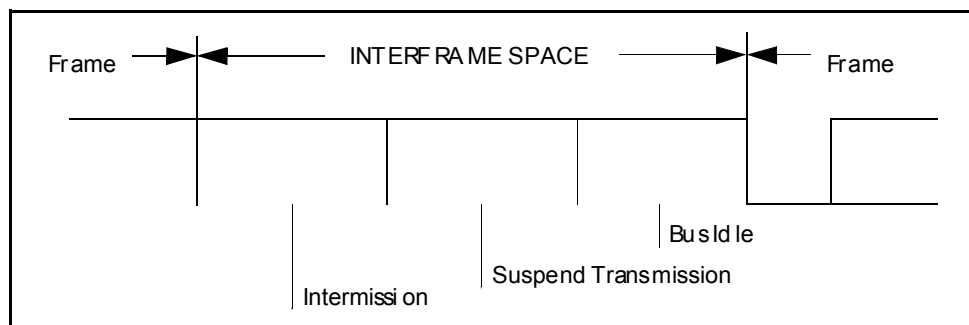 Frame INTERFRAME SPACE Frame
Bus Idle
Suspend Transmission
Intermission